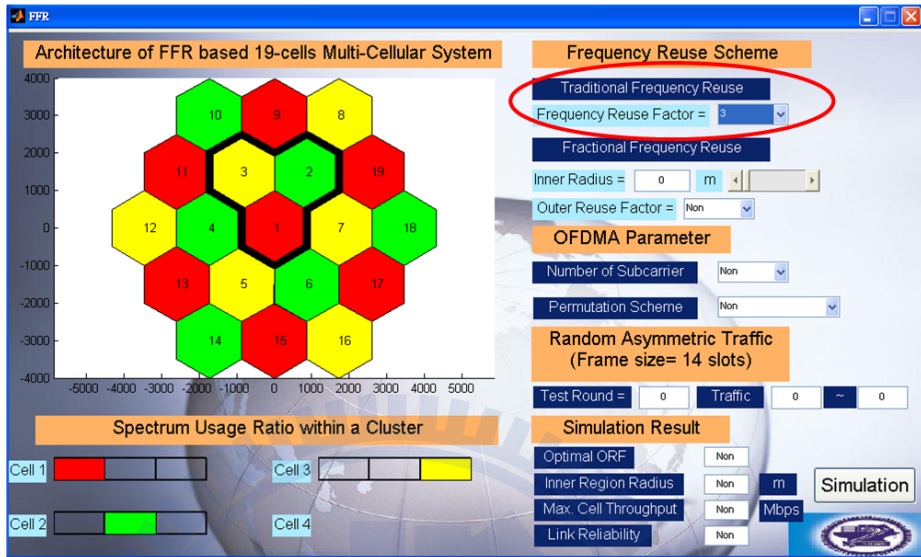 FFR
Architecture of FFR based 19-cells Multi-Cellular System
4000
3000
2000
1000
0
-1000
-2000
-3000
-4000
-5000 -4000 -3000 -2000 -1000 0 1000 2000 3000 4000 5000
10 9 8
11 3 2 19
12 4 1 7 18
13 5 6 17
14 15 16
Spectrum Usage Ratio within a Cluster
Cell 1
Cell 3
Cell 2
Cell 4
Frequency Reuse Scheme
Traditional Frequency Reuse
Frequency Reuse Factor = 3
Fractional Frequency Reuse
Inner Radius = 0 m
Outer Reuse Factor = Non
OFDMA Parameter
Number of Subcarrier Non
Permutation Scheme Non
Random Asymmetric Traffic
(Frame size= 14 slots)
Test Round = 0 Traffic 0 ~ 0
Simulation Result
Optimal ORF Non
Inner Region Radius Non m
Max. Cell Throughput Non Mbps
Link Reliability Non
Simulation